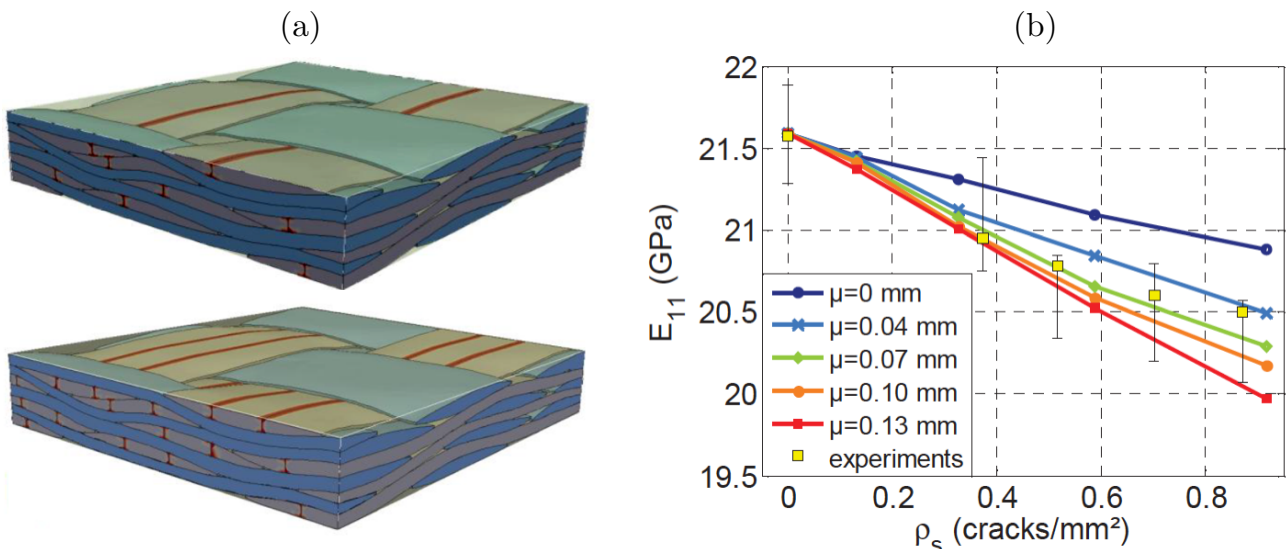 (a)
(b)
22
21.5
21
20.5
20
19.5
E₁₁ (GPa)
μ=0 mm
μ=0.04 mm
μ=0.07 mm
μ=0.10 mm
μ=0.13 mm
experiments
0 0.2 0.4 0.6 0.8
ρₛ (cracks/mm²)